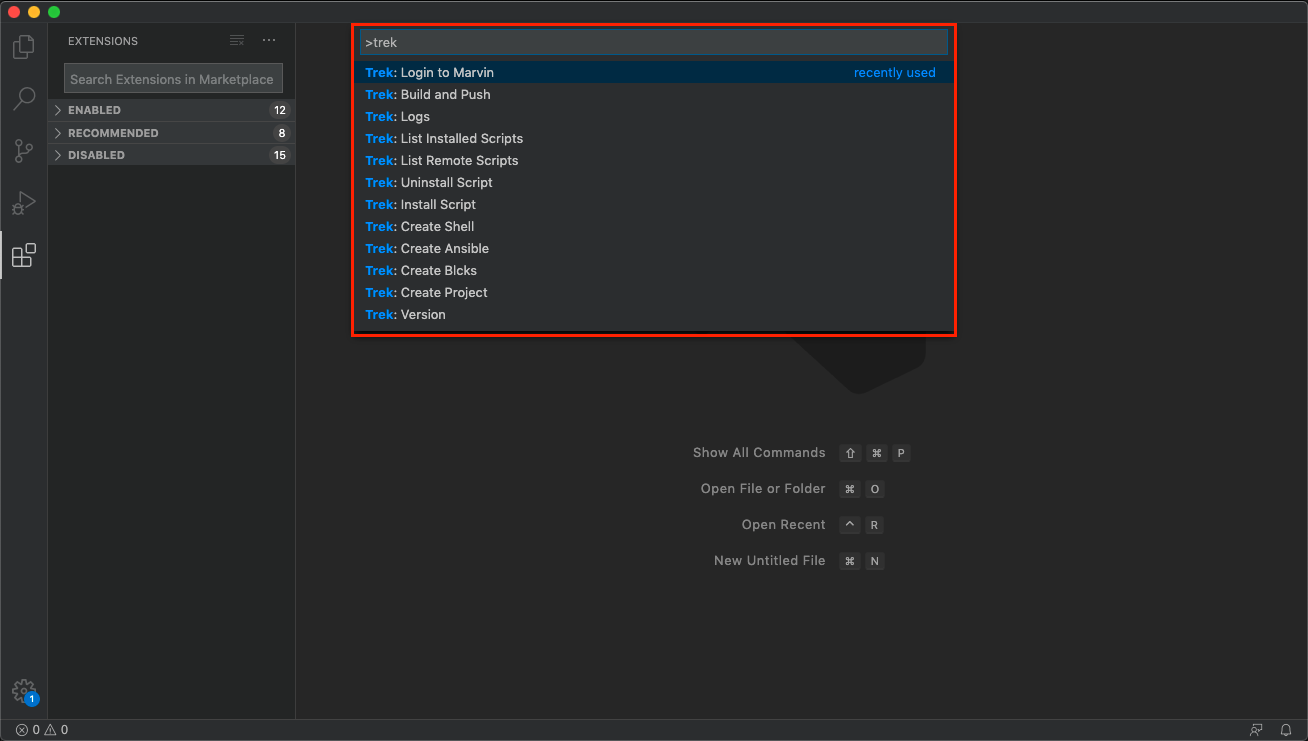 EXTENSIONS
Search Extensions in Marketplace
ENABLED 12
RECOMMENDED 8
DISABLED 15
>trek
Trek: Login to Marvin recently used
Trek: Build and Push
Trek: Logs
Trek: List Installed Scripts
Trek: List Remote Scripts
Trek: Uninstall Script
Trek: Install Script
Trek: Create Shell
Trek: Create Ansible
Trek: Create Blcks
Trek: Create Project
Trek: Version
Show All Commands ⇧ ⌘ P
Open File or Folder ⌘ O
Open Recent ^ R
New Untitled File ⌘ N
1
0 0